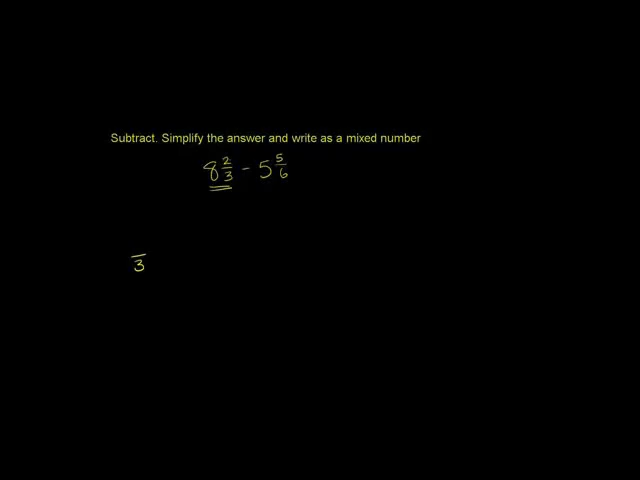 Subtract. Simplify the answer and write as a mixed number
8 2/3 - 5 5/6
/3